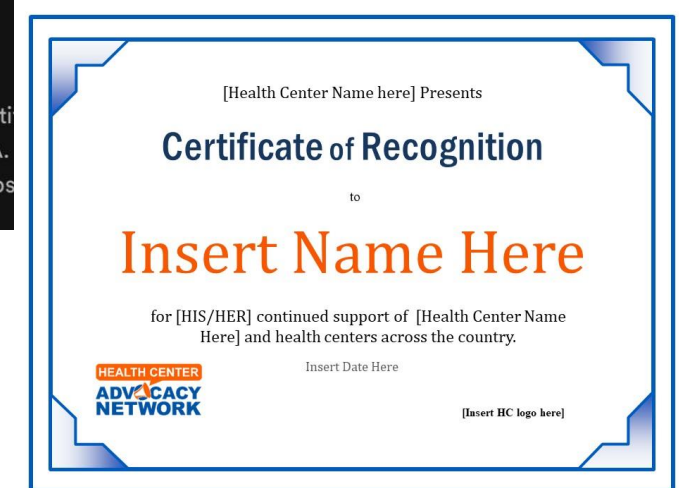 [Health Center Name here] Presents
Certificate of Recognition
to
Insert Name Here
for [HIS/HER] continued support of [Health Center Name
Here] and health centers across the country.
Insert Date Here
HEALTH CENTER
ADVOCACY
NETWORK
[Insert HC logo here]